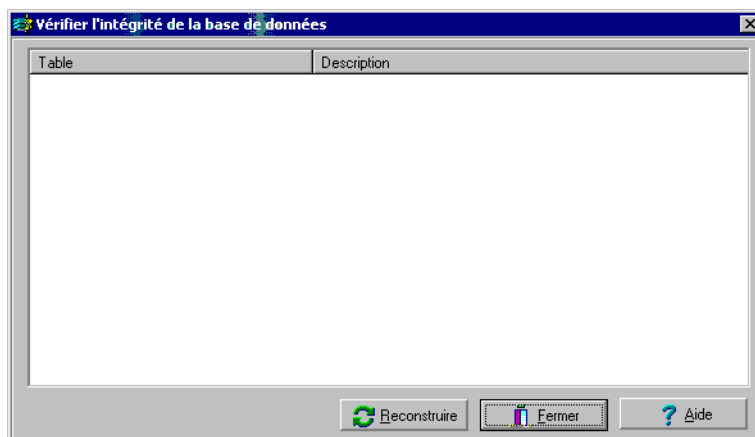 Vérifier l'intégrité de la base de données
Table Description
Reconstruire Fermer Aide